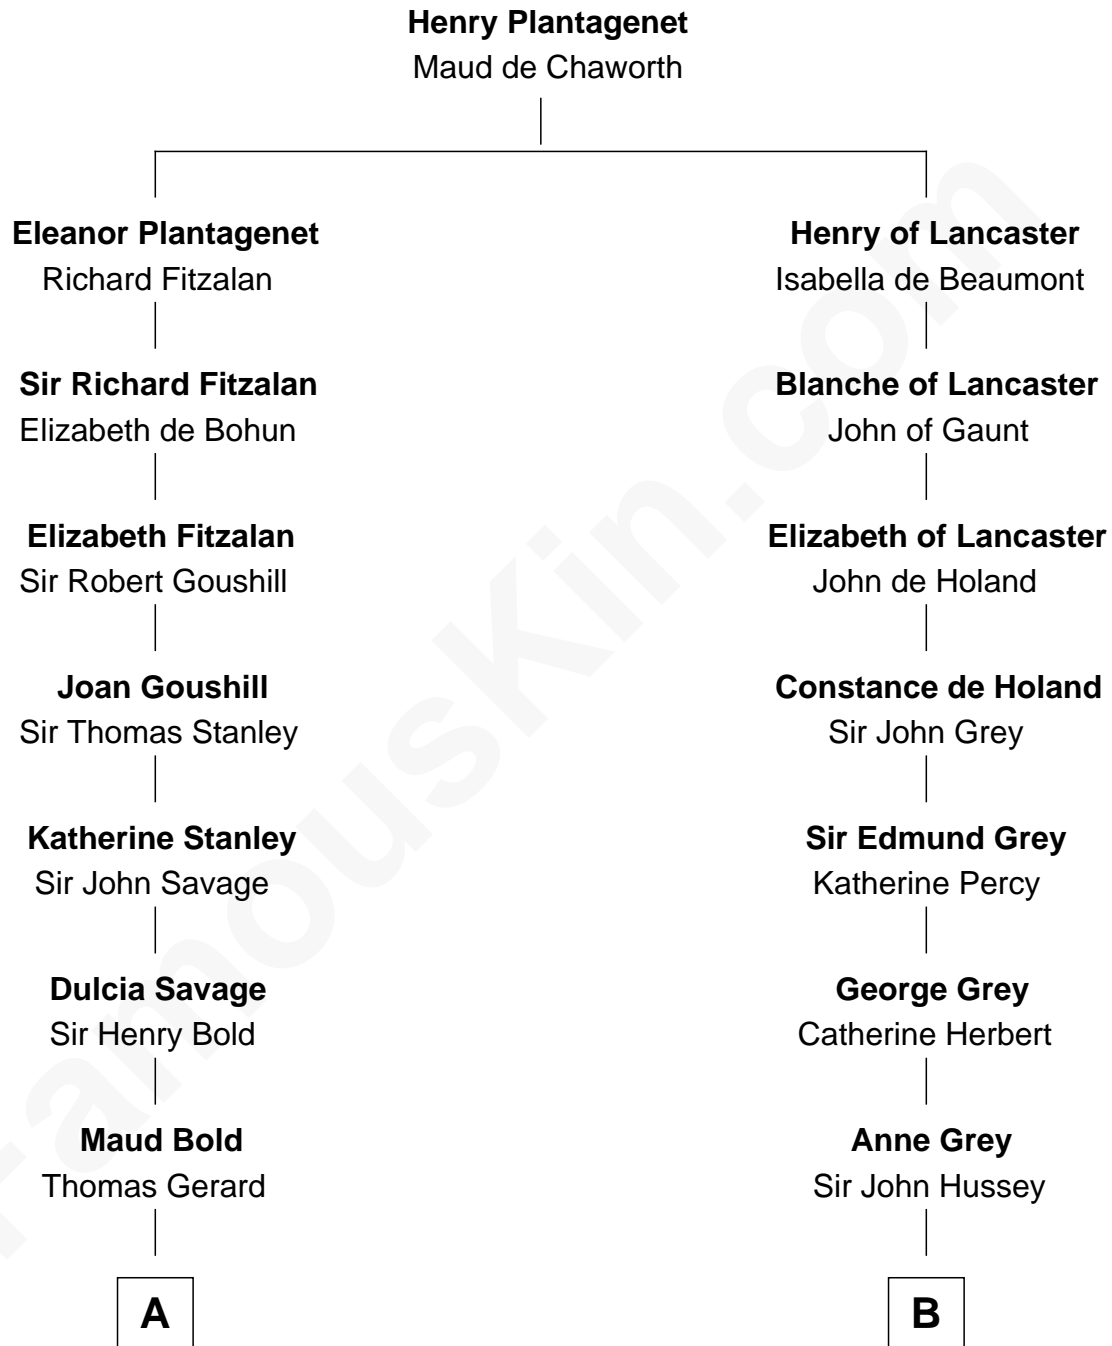 Henry Plantagenet
Maud de Chaworth
Eleanor Plantagenet
Richard Fitzalan
Sir Richard Fitzalan
Elizabeth de Bohun
Elizabeth Fitzalan
Sir Robert Goushill
Joan Goushill
Sir Thomas Stanley
Katherine Stanley
Sir John Savage
Dulcia Savage
Sir Henry Bold
Maud Bold
Thomas Gerard
A
Henry of Lancaster
Isabella de Beaumont
Blanche of Lancaster
John of Gaunt
Elizabeth of Lancaster
John de Holand
Constance de Holand
Sir John Grey
Sir Edmund Grey
Katherine Percy
George Grey
Catherine Herbert
Anne Grey
Sir John Hussey
B
FamousKin.com